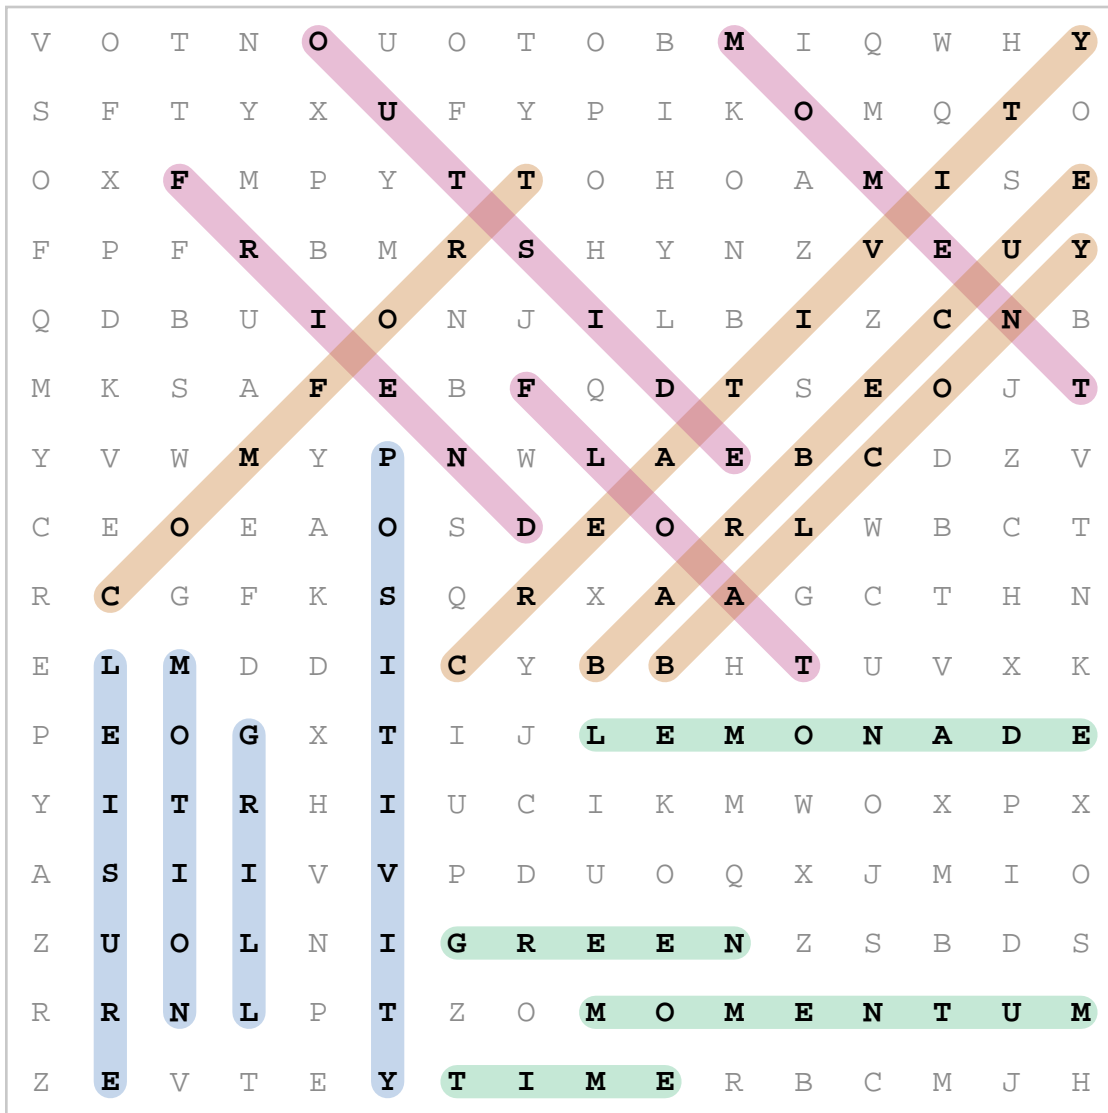 V O T N O U O T O B M I Q W H Y
S F T Y X U F Y P I K O M Q T O
O X F M P Y T T O H O A M I S E
F P F R B M R S H Y N Z V E U Y
Q D B U I O N J I L B I Z C N B
M K S A F E B F Q D T S E O J T
Y V W M Y P N W L A E B C D Z V
C E O E A O S D E O R L W B C T
R C G F K S Q R X A A G C T H N
E L M D D I C Y B B H T U V X K
P E O G X T I J L E M O N A D E
Y I T R H I U C I K M W O X P X
A S I I V V P D U O Q X J M I O
Z U O L N I G R E E N Z S B D S
R R N L P T Z O M O M E N T U M
Z E V T E Y T I M E R B C M J H